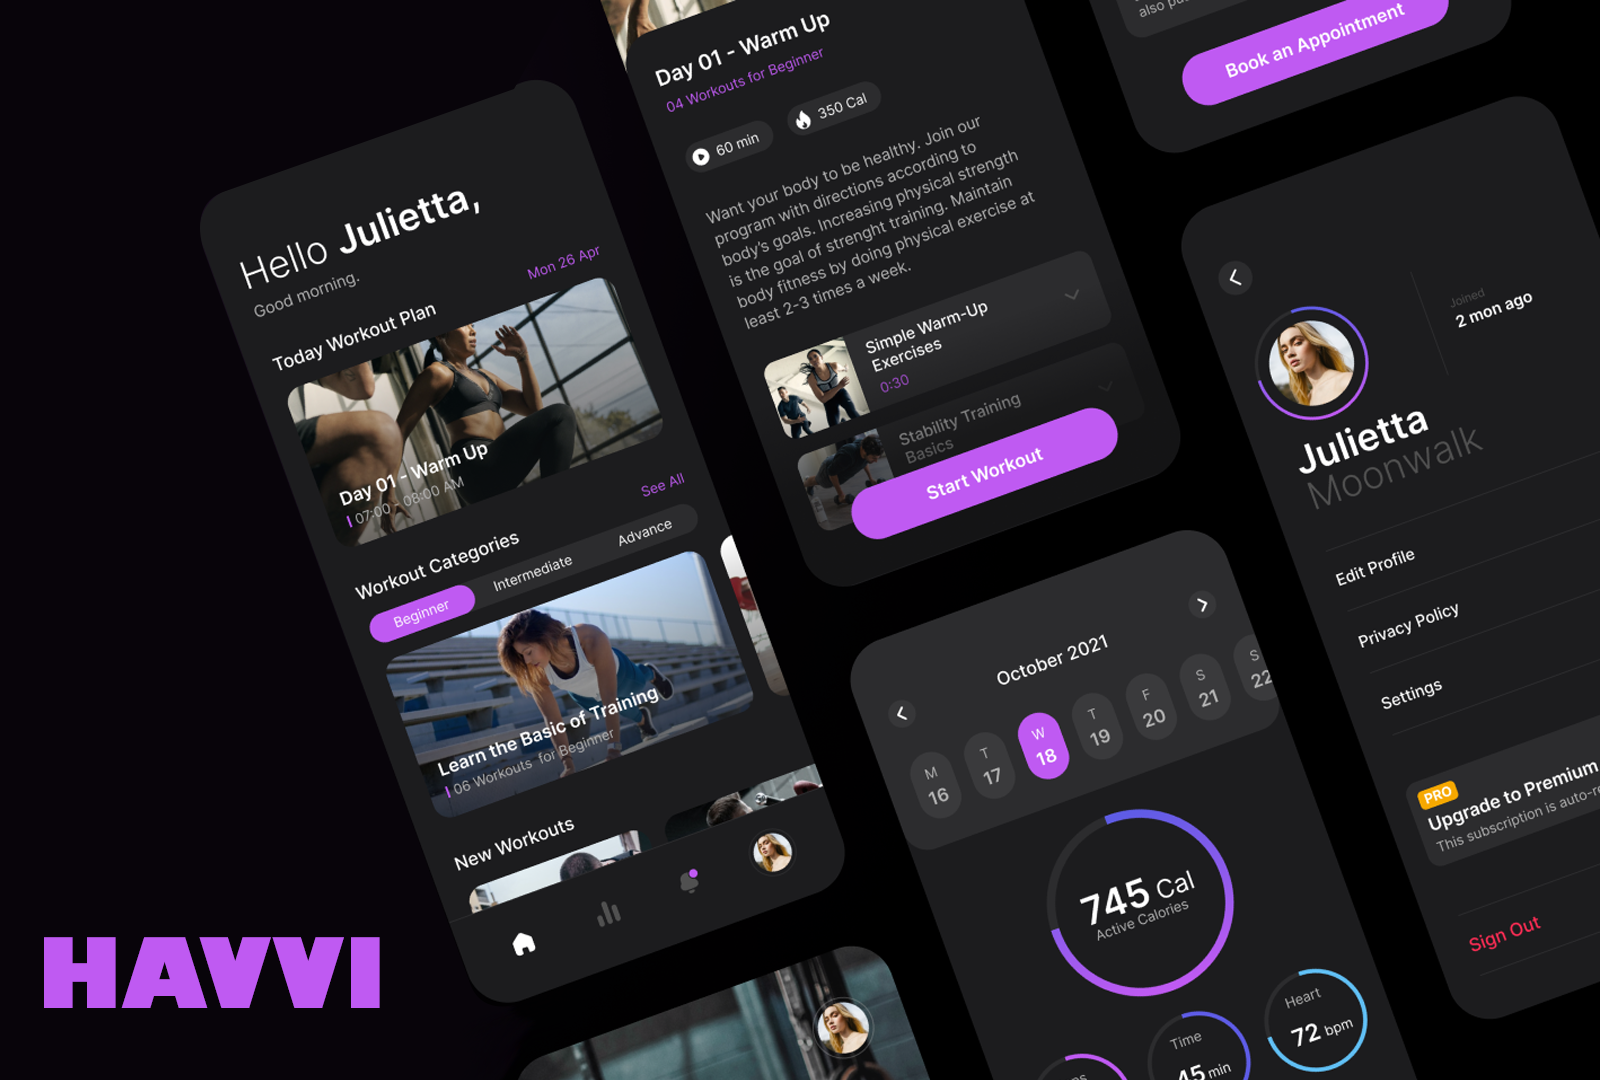 Hello Julietta,
Good morning.
Today Workout Plan
Mon 26 Apr
Day 01 - Warm Up
07:00 - 08:00 AM
Workout Categories
See All
Beginner
Intermediate
Advance
Learn the Basic of Training
06 Workouts for Beginner
New Workouts
HAVVI
Day 01 - Warm Up
04 Workouts for Beginner
60 min
350 Cal
Want your body to be healthy. Join our
program with directions according to
body's goals. Increasing physical strength
is the goal of strenght training. Maintain
body fitness by doing physical exercise at
least 2-3 times a week.
Simple Warm-Up
Exercises
0:30
Stability Training
Basics
Start Workout
October 2021
M
16
T
17
W
18
T
19
F
20
S
21
S
22
745 Cal
Active Calories
Time
45 min
Heart
72 bpm
also
Book an Appointment
Joined
2 mon ago
Julietta
Moonwalk
Edit Profile
Privacy Policy
Settings
PRO
Upgrade to Premium
This subscription is
Sign Out